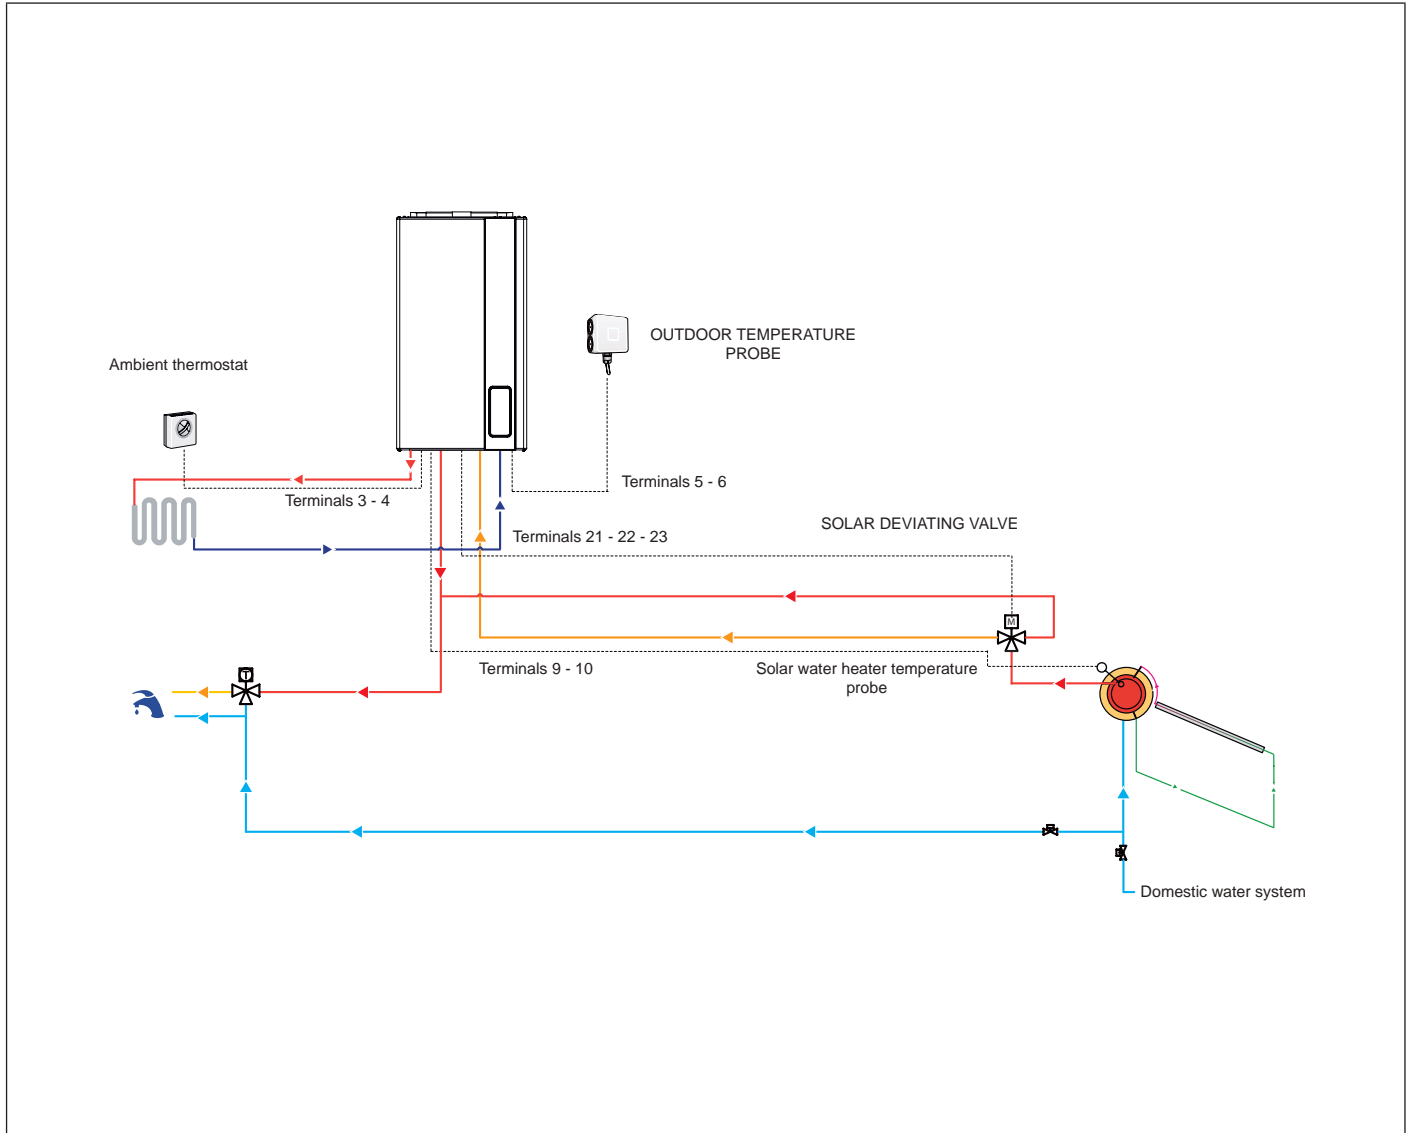 OUTDOOR TEMPERATURE
PROBE
Ambient thermostat
Terminals 5 - 6
Terminals 3 - 4
SOLAR DEVIATING VALVE
Terminals 21 - 22 - 23
M
Terminals 9 - 10
Solar water heater temperature
probe
T
Domestic water system